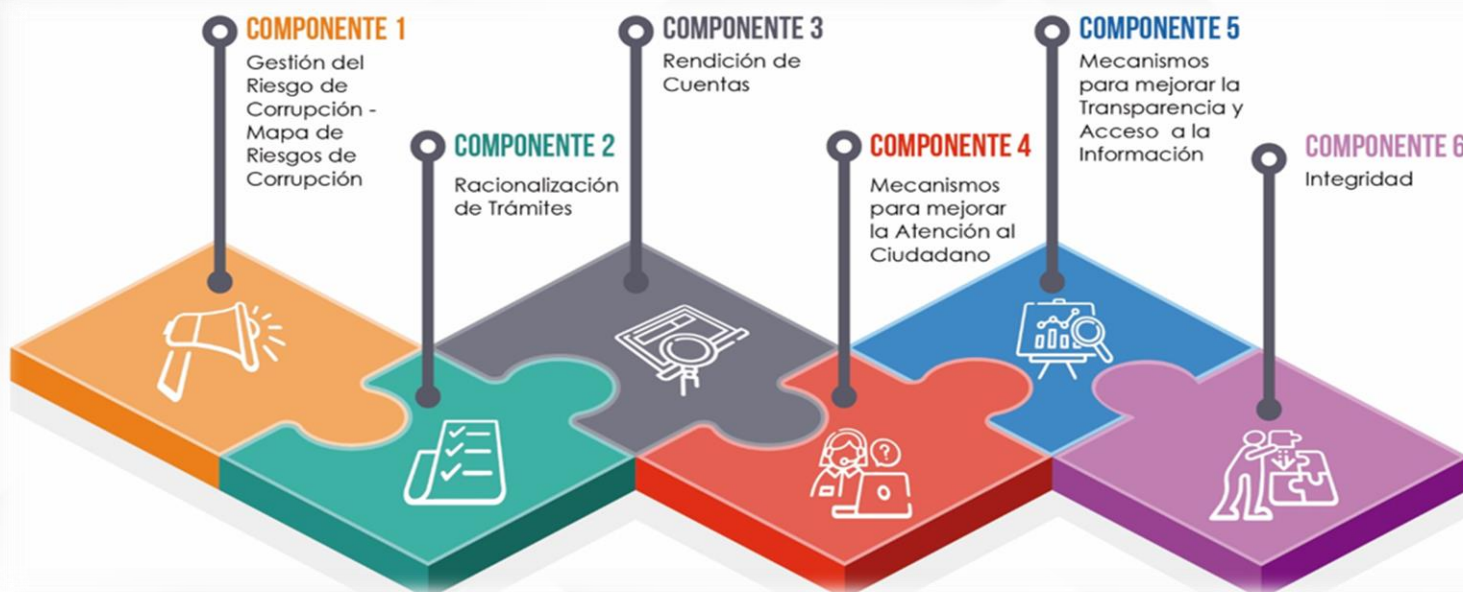 COMPONENTE 1
Gestión del
Riesgo de
Corrupción -
Mapa de
Riesgos de
Corrupción
COMPONENTE 2
Racionalización
de Trámites
COMPONENTE 3
Rendición de
Cuentas
COMPONENTE 4
Mecanismos
para mejorar
la Atención al
Ciudadano
COMPONENTE 5
Mecanismos
para mejorar la
Transparencia y
Acceso a la
Información
COMPONENTE 6
Integridad
?